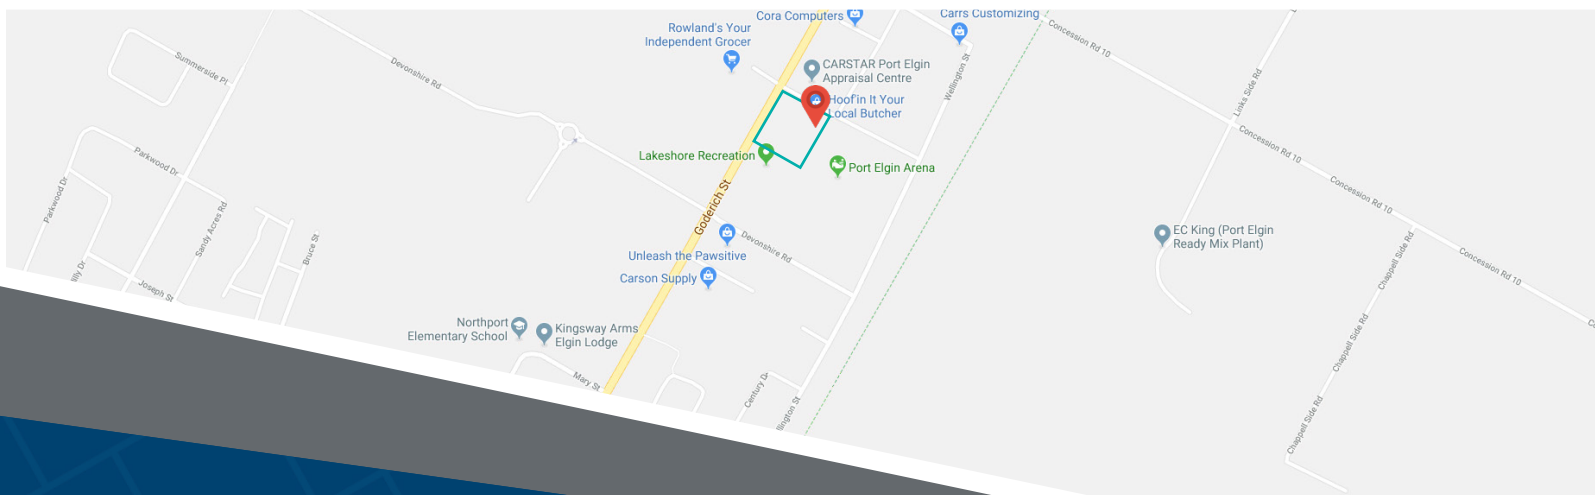 Cora Computers
Carrs Customizing
Rowland's Your
Independent Grocer
Concession Rd 10
Summerside Pl
Devonshire Rd
CARSTAR Port Elgin
Appraisal Centre
Wellington St
Links Side Rd
Hoof'in It Your
Local Butcher
Concession Rd 10
Parkwood Dr
Lakeshore Recreation
Port Elgin Arena
Concession Rd 10
Parkwood Dr
Sandy Acres Rd
Goderich St
Bruce St
Devonshire Rd
EC King (Port Elgin
Ready Mix Plant)
Unleash the Pawsitive
Carson Supply
Chappell Side Rd
Concession Rd 10
Joseph St
Northport
Elementary School
Kingsway Arms
Elgin Lodge
Chappell Side Rd
Mary St
Century Dr
Chappell Side Rd